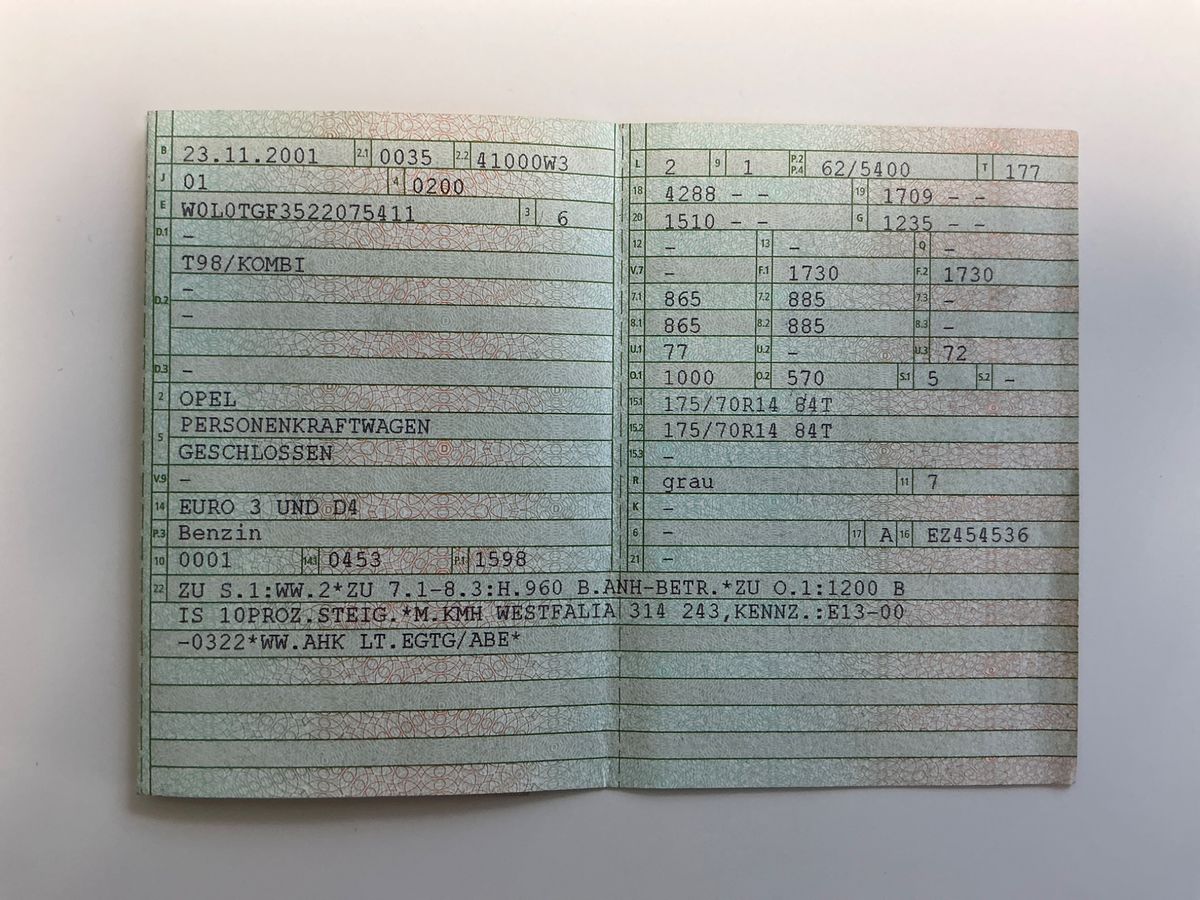 B 23.11.2001 2.1 0035 2.2 41000W3
J 01 4 0200
E W0L0TGF3522075411 3 6
D.1 –
T98/KOMBI
D.2 –
–
D.3 –
2 OPEL
5 PERSONENKRAFTWAGEN
GESCHLOSSEN
V.9 –
14 EURO 3 UND D4
P.3 Benzin
10 0001 14.1 0453 P.1 1598
L 2 9 1 P.2 P.4 62/5400 T 177
18 4288 – – 19 1709 – –
20 1510 – – G 1235 – –
12 – 13 – Q –
V.7 – F.1 1730 F.2 1730
7.1 865 7.2 885 7.3 –
8.1 865 8.2 885 8.3 –
U.1 77 U.2 – U.3 72
O.1 1000 O.2 570 S.1 5 S.2 –
15.1 175/70R14 84T
15.2 175/70R14 84T
15.3 –
R grau 11 7
K –
6 – 17 A 16 EZ454536
21 –
22 ZU S.1:WW.2*ZU 7.1-8.3:H.960 B.ANH-BETR.*ZU O.1:1200 B
IS 10PROZ.STEIG.*M.KMH WESTFALIA 314 243,KENNZ.:E13-00
-0322*WW.AHK LT.EGTG/ABE*